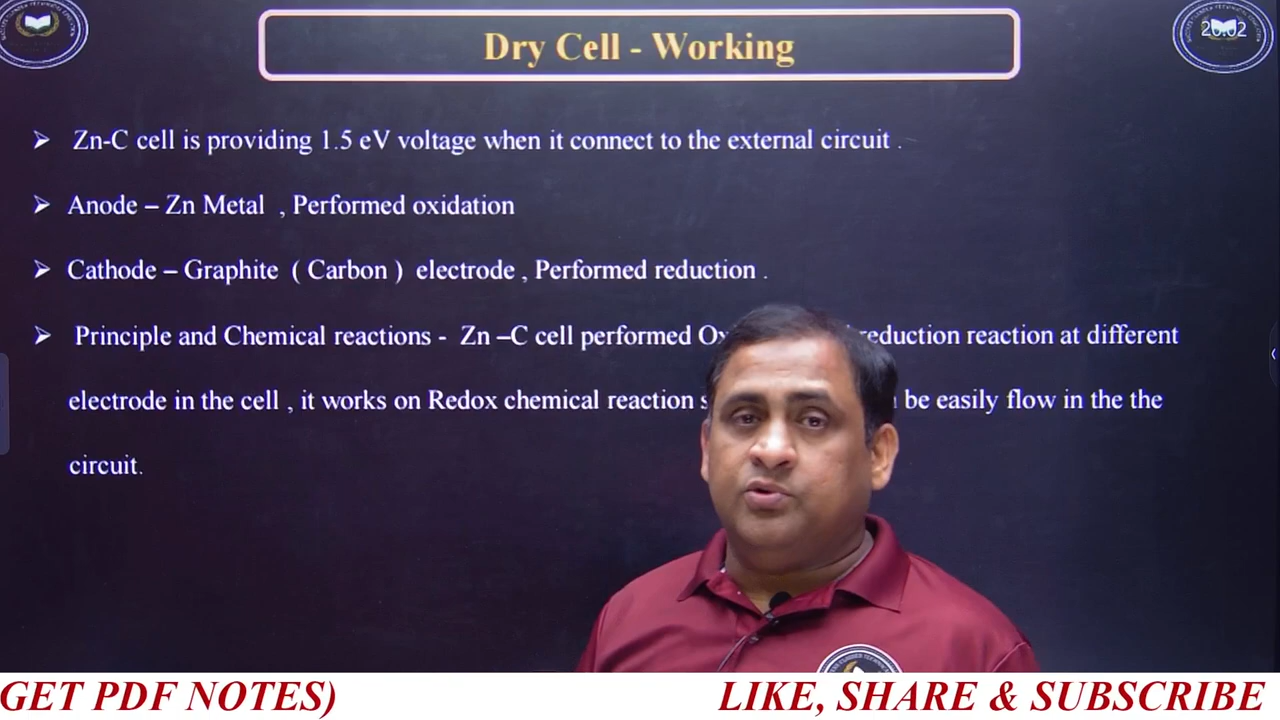 Dry Cell - Working
20:02
➤ Zn-C cell is providing 1.5 eV voltage when it connect to the external circuit .
➤ Anode – Zn Metal , Performed oxidation
➤ Cathode – Graphite ( Carbon ) electrode , Performed reduction .
➤ Principle and Chemical reactions - Zn –C cell performed reaction at different
electrode in the cell , it works on Redox chemical reaction be easily flow in the the
circuit.
GET PDF NOTES)
LIKE, SHARE & SUBSCRIBE